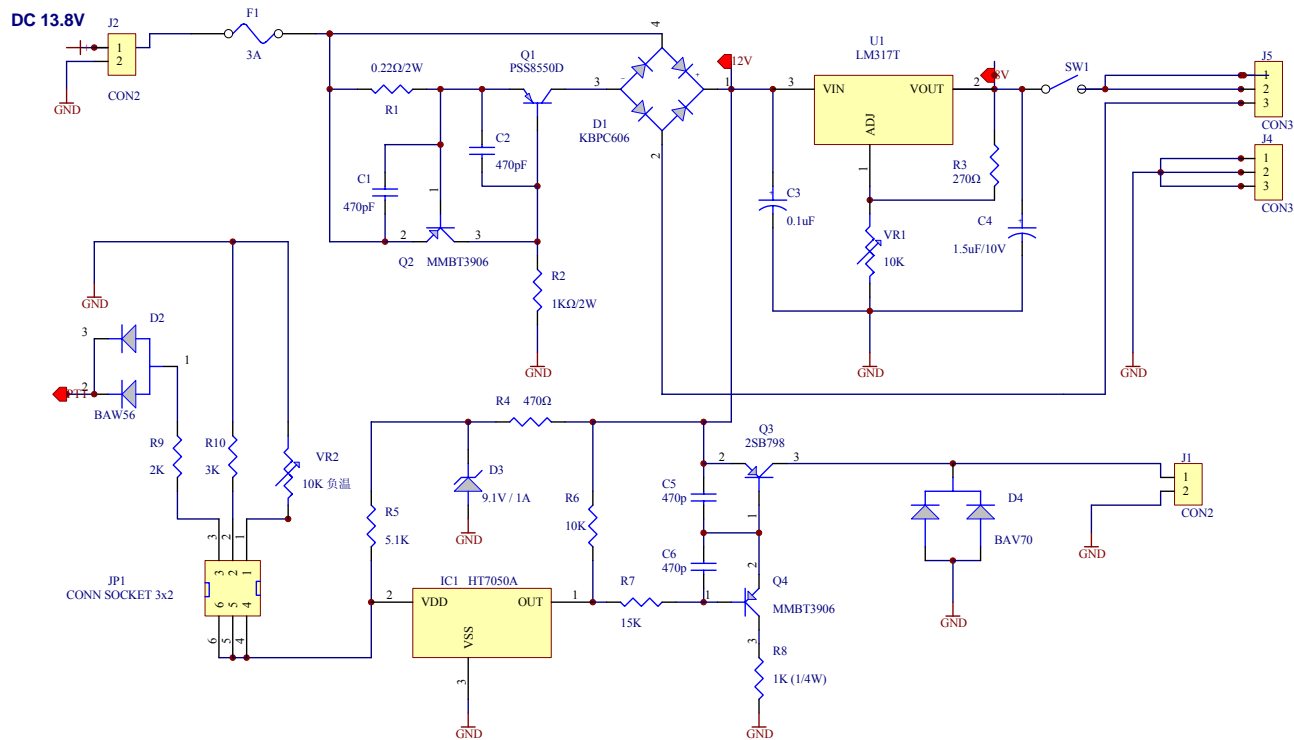 DC 13.8V
J2
1
2
CON2
GND
F1
3A
0.22Ω/2W
R1
Q1
PSS8550D
C2
470pF
C1
470pF
1
2
3
Q2
MMBT3906
R2
1KΩ/2W
GND
4
3
1
2
D1
KBPC606
12V
U1
LM317T
3
VIN
VOUT
2
ADJ
1
C3
0.1uF
VR1
10K
R3
270Ω
C4
1.5uF/10V
GND
SW1
J5
1
2
3
CON3
J4
1
2
3
CON3
GND
GND
D2
3
2
1
PTT
BAW56
R9
2K
R10
3K
VR2
10K 负温
3
2
1
3
2
1
6
5
4
6
5
4
JP1
CONN SOCKET 3x2
R4
470Ω
D3
9.1V / 1A
GND
R5
5.1K
R6
10K
IC1
HT7050A
2
VDD
OUT
1
VSS
3
GND
R7
15K
C5
470p
C6
470p
Q3
2SB798
2
3
1
1
2
Q4
MMBT3906
3
R8
1K (1/4W)
GND
D4
BAV70
GND
J1
1
2
CON2
GND